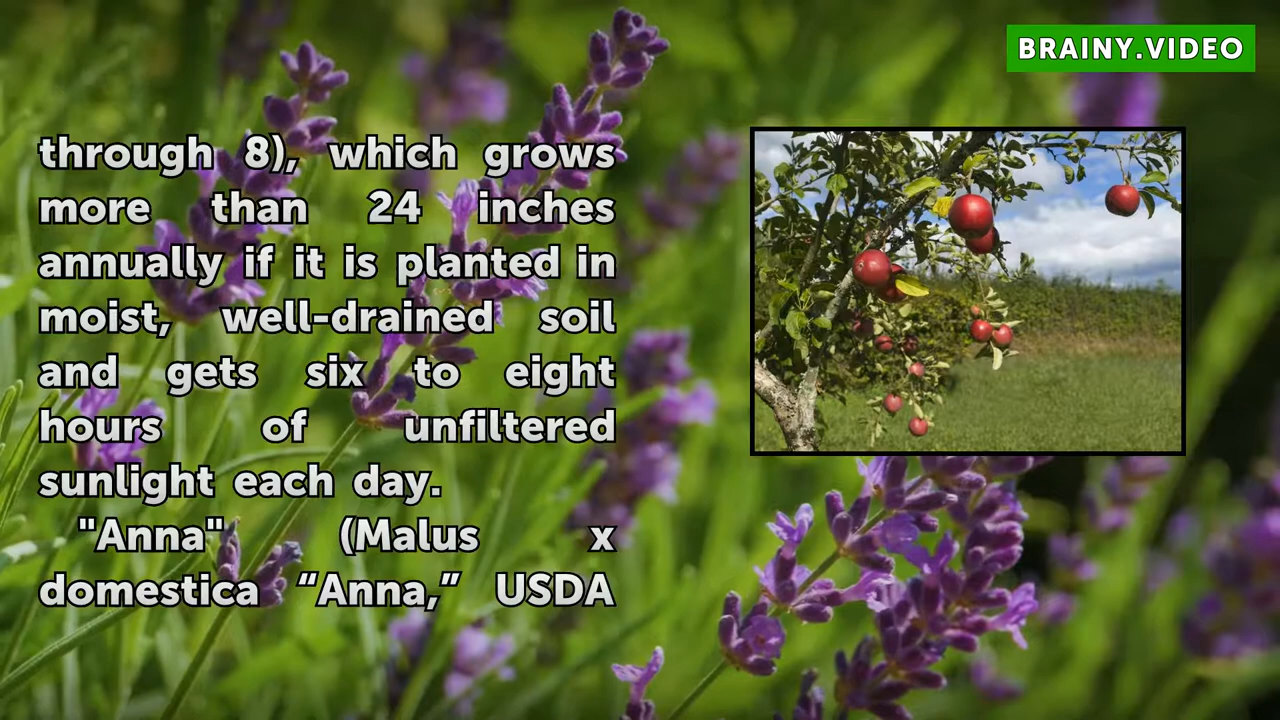 BRAINY.VIDEO
through 8), which grows
more than 24 inches
annually if it is planted in
moist, well-drained soil
and gets six to eight
hours of unfiltered
sunlight each day.
"Anna" (Malus x
domestica “Anna,” USDA